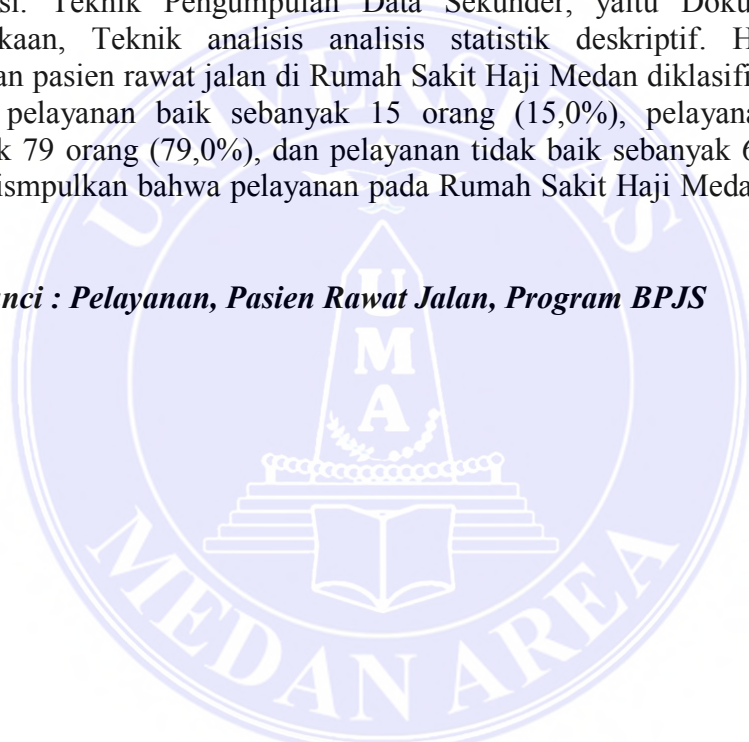 si. Teknik Pengumpulan Data Sekunder, yaitu Doku
kaan, Teknik analisis analisis statistik deskriptif. H
an pasien rawat jalan di Rumah Sakit Haji Medan diklasifi
pelayanan baik sebanyak 15 orang (15,0%), pelayana
k 79 orang (79,0%), dan pelayanan tidak baik sebanyak 6
ismpulkan bahwa pelayanan pada Rumah Sakit Haji Meda
nci : Pelayanan, Pasien Rawat Jalan, Program BPJS
UNIVERSITAS
U
M
A
MEDAN AREA